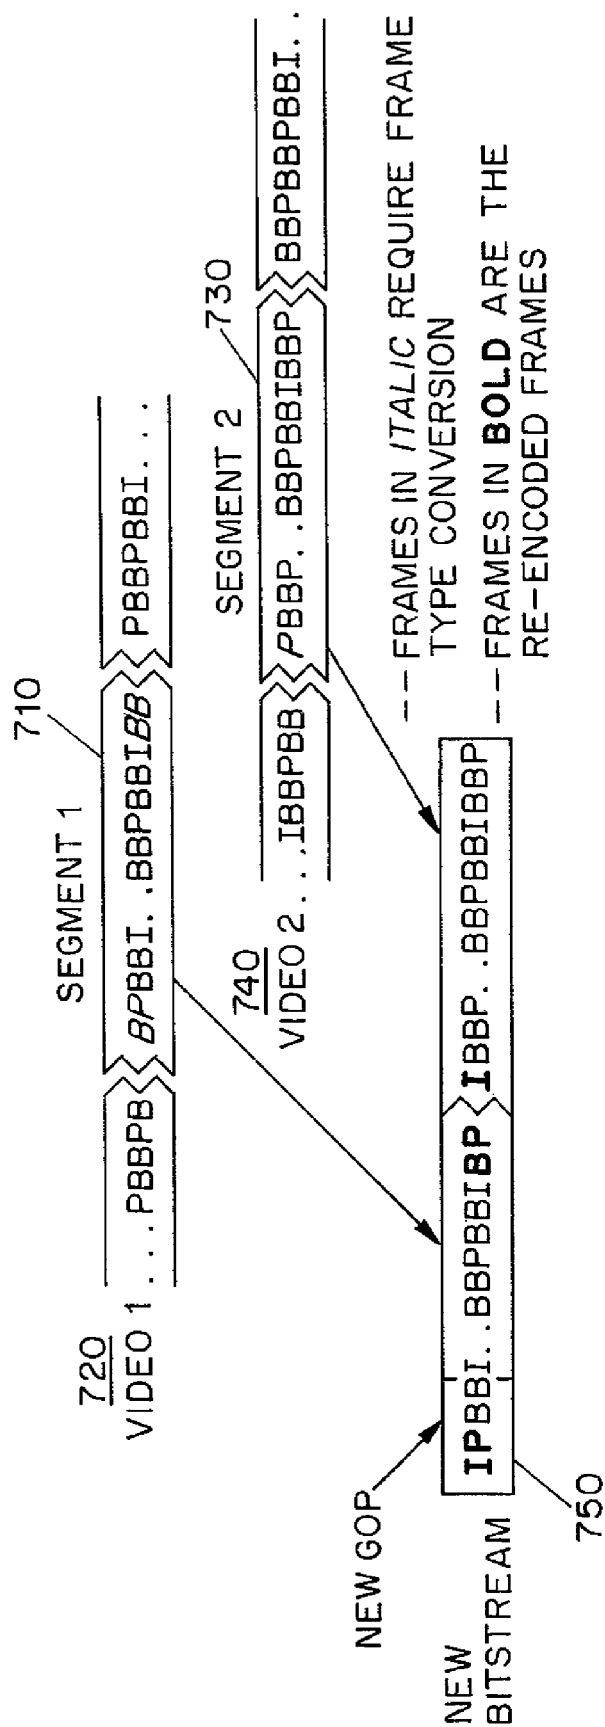 710
SEGMENT 1
720
VIDEO 1 . . . . PBBPB BPBBI. . BBPBBIBB PBBPBBI. . . .
SEGMENT 2
730
740
VIDEO 2 . . . .IBBPBB PBBP. . BBPBBIBBP BBPBBPBBI. . .
NEW GOP
NEW
BITSTREAM
IPBBI. . BBPBBIBP IBBP. . BBPBBIBBP
750
-- FRAMES IN ITALIC REQUIRE FRAME
TYPE CONVERSION
-- FRAMES IN BOLD ARE THE
RE-ENCODED FRAMES